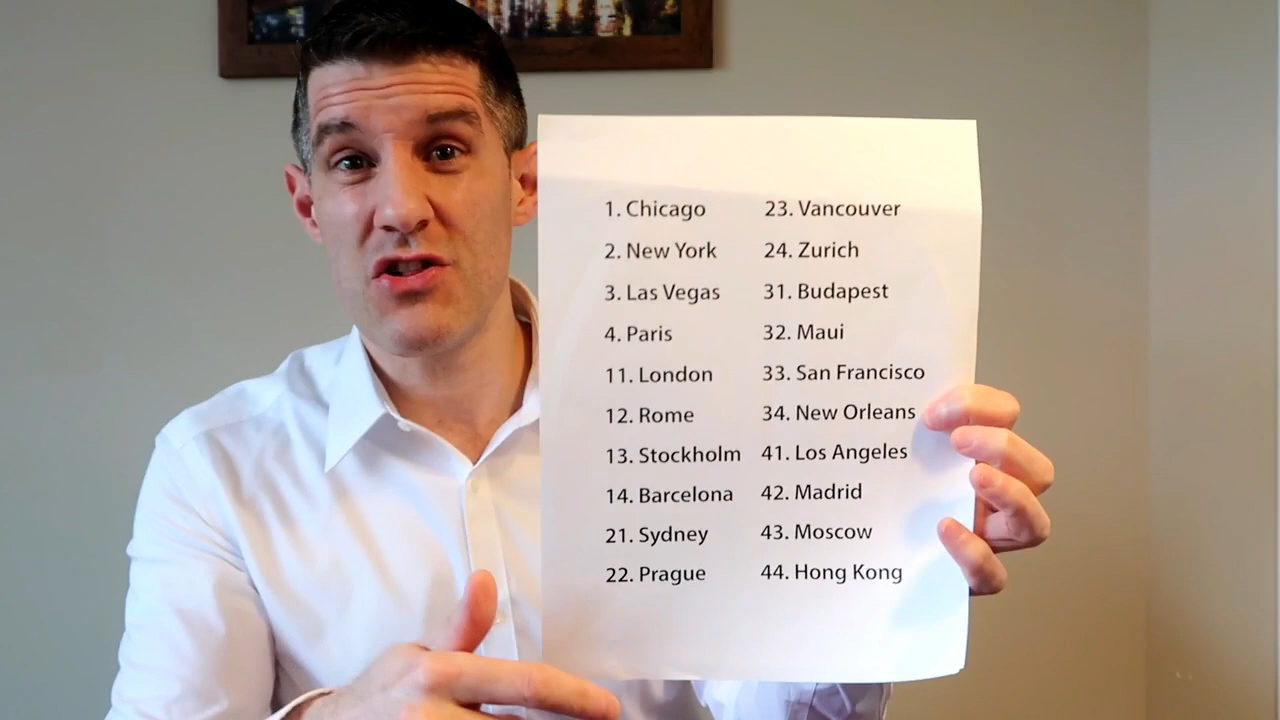 1. Chicago
2. New York
3. Las Vegas
4. Paris
11. London
12. Rome
13. Stockholm
14. Barcelona
21. Sydney
22. Prague
23. Vancouver
24. Zurich
31. Budapest
32. Maui
33. San Francisco
34. New Orleans
41. Los Angeles
42. Madrid
43. Moscow
44. Hong Kong